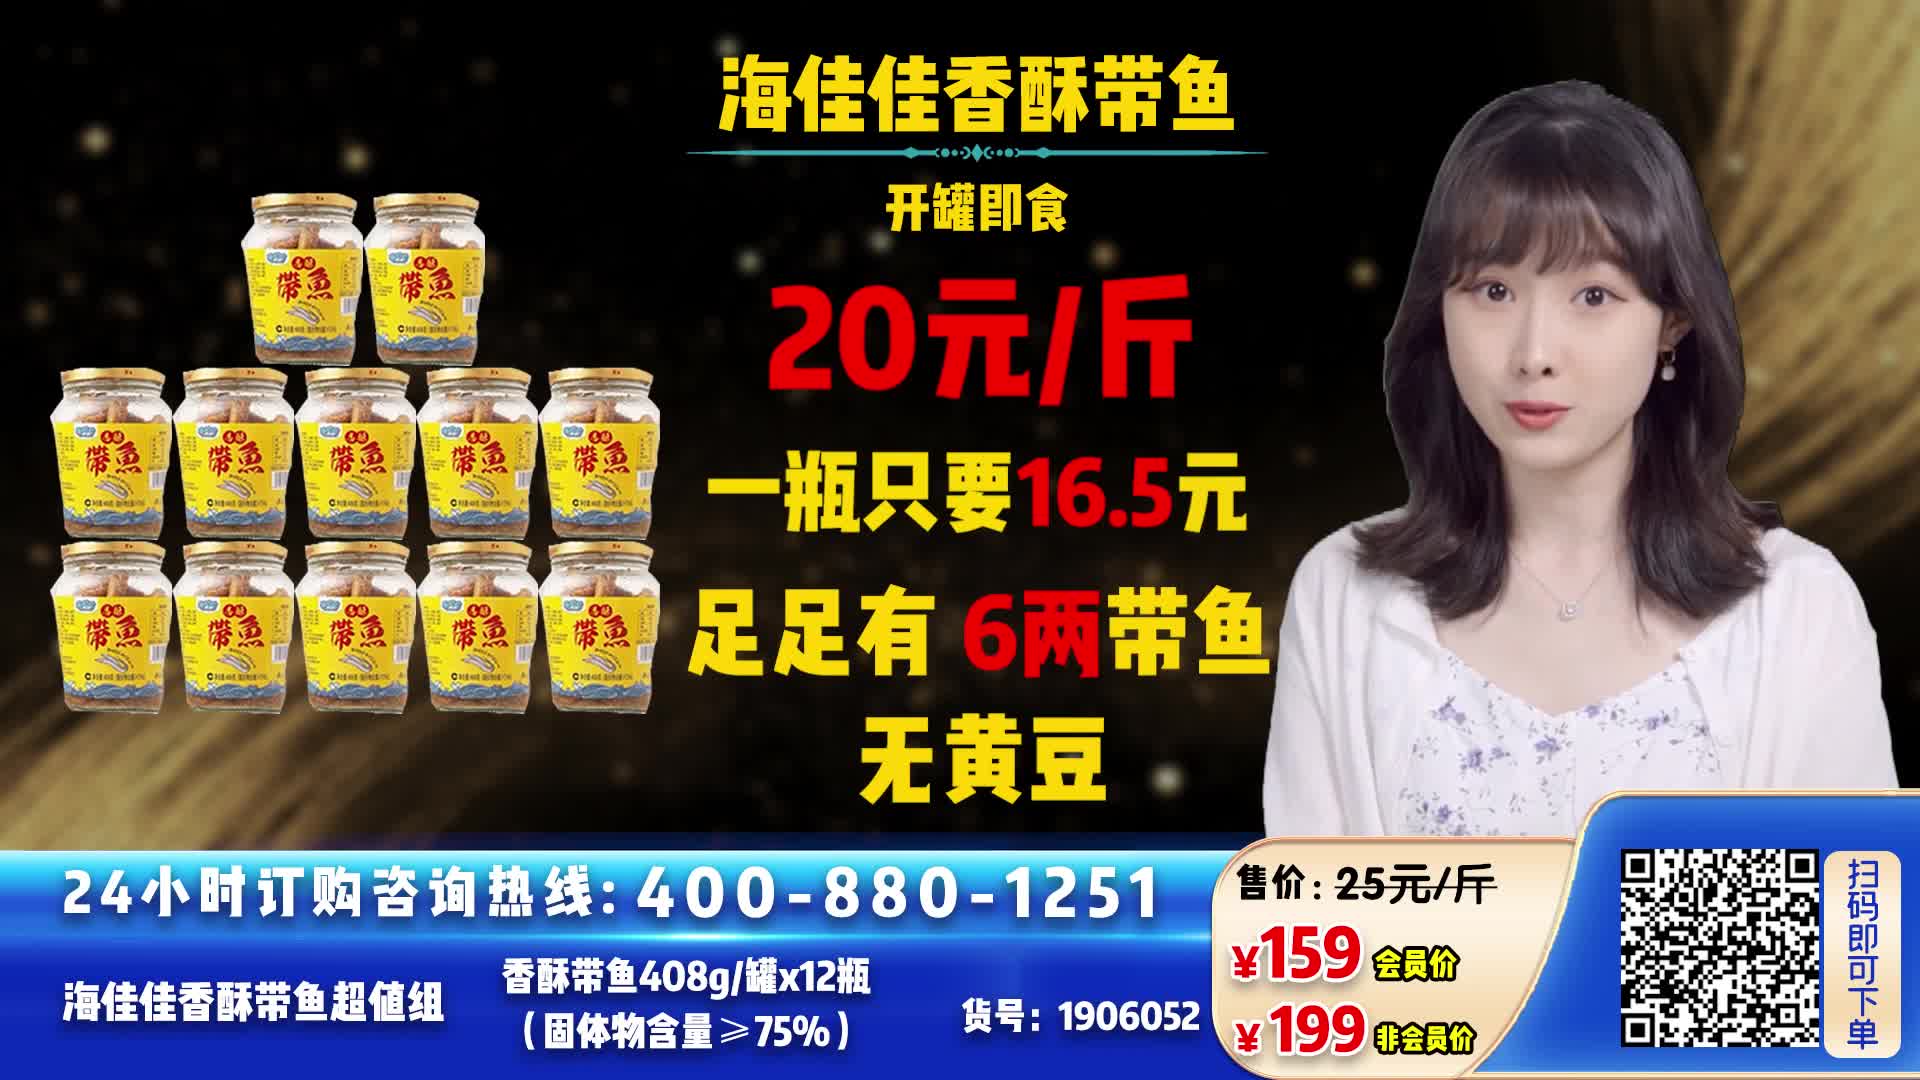 海佳佳香酥带鱼
开罐即食
20元/斤
一瓶只要16.5元
足足有 6两带鱼
无黄豆
香酥
帶魚
24小时订购咨询热线: 400-880-1251
海佳佳香酥带鱼超值组
香酥带鱼408g/罐x12瓶
（固体物含量≥75%）
货号: 1906052
售价: 25元/斤
¥159 会员价
¥199 非会员价
扫码即可下单